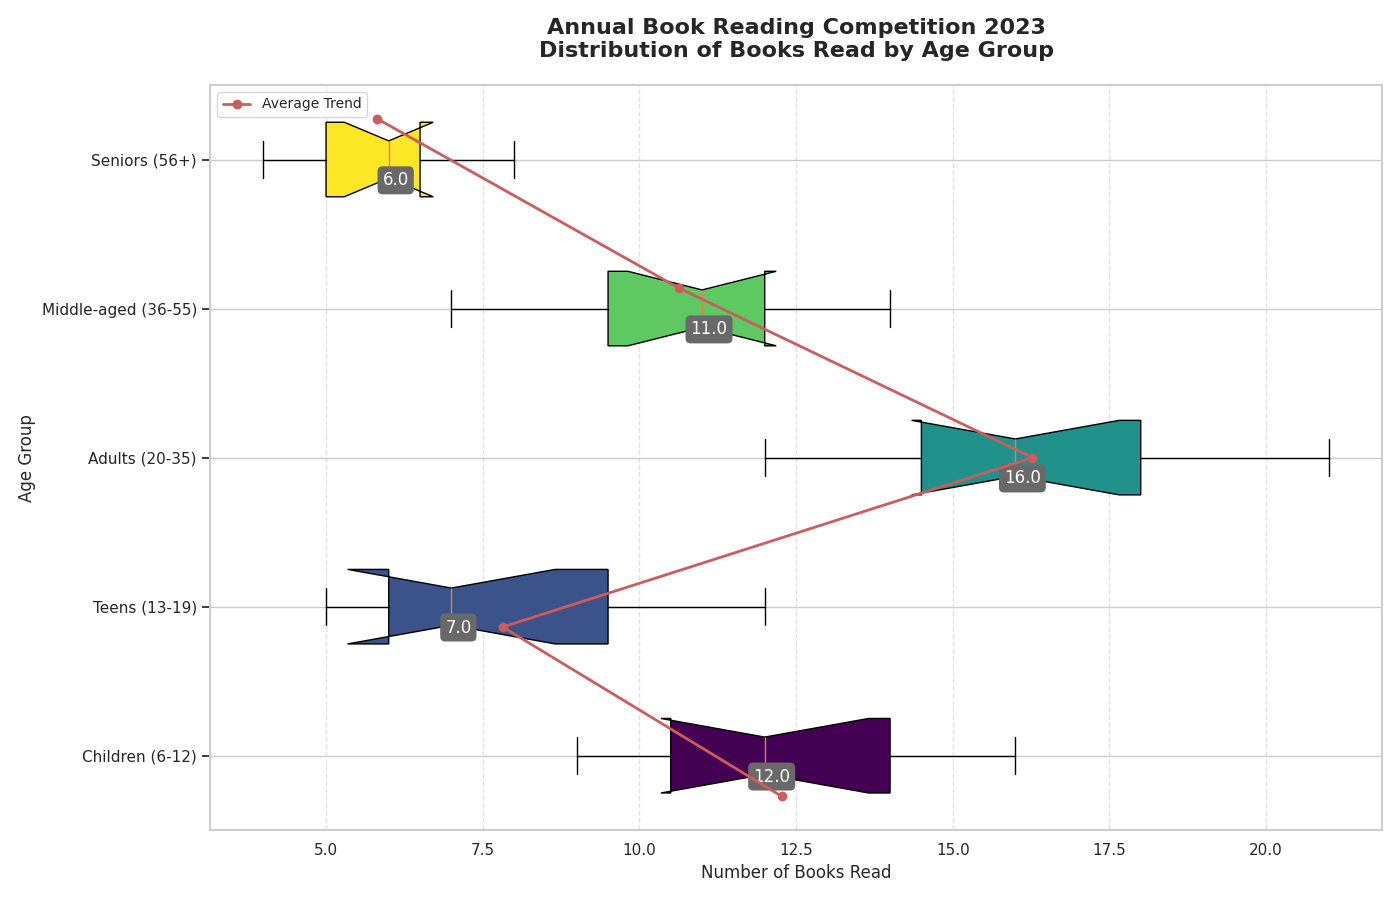 Annual Book Reading Competition 2023
Distribution of Books Read by Age Group
Average Trend
Seniors (56+)
6.0
Middle-aged (36-55)
11.0
Adults (20-35)
16.0
Teens (13-19)
7.0
Children (6-12)
12.0
Age Group
5.0 7.5 10.0 12.5 15.0 17.5 20.0
Number of Books Read